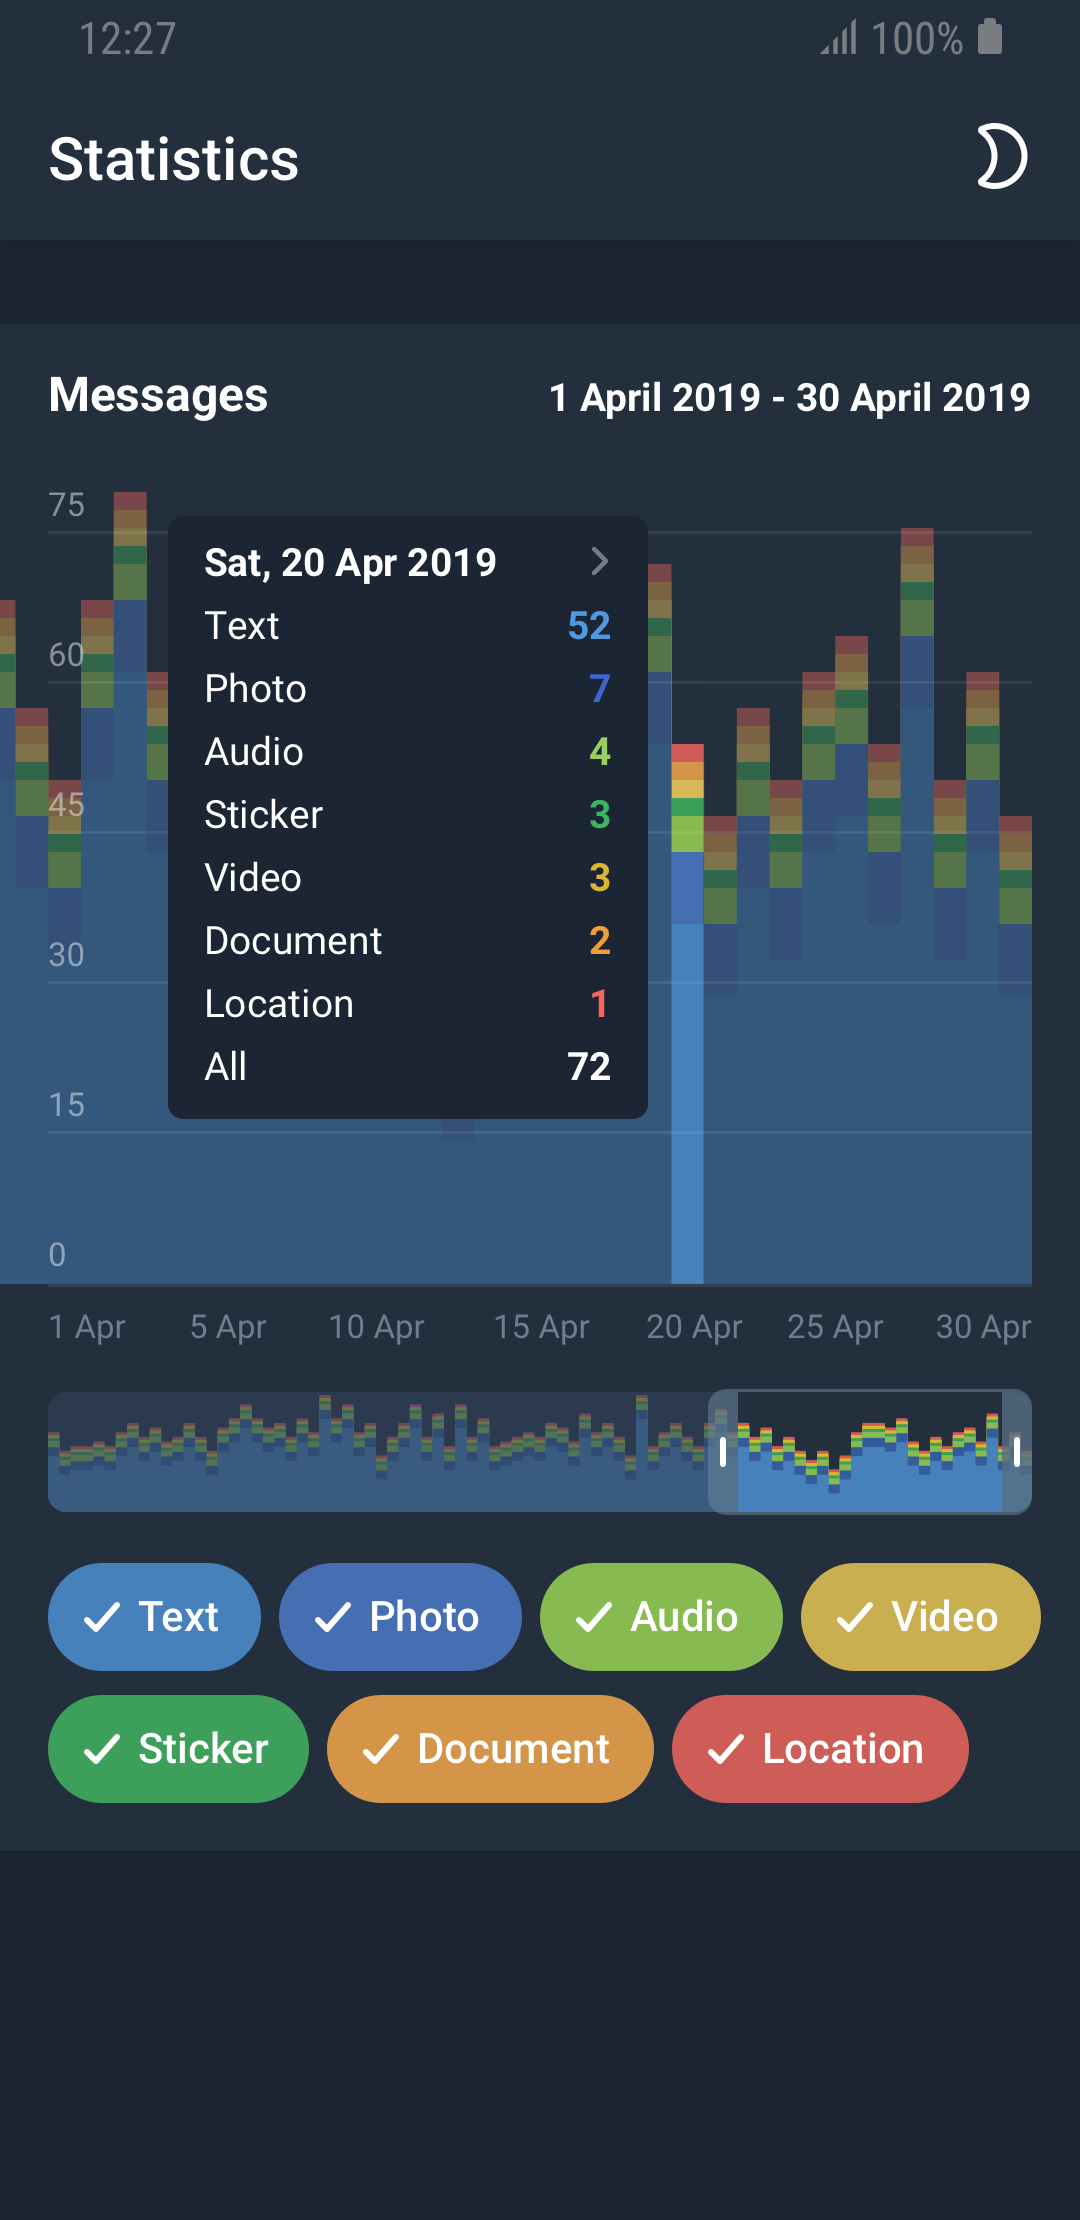 12:27 100%
Statistics
Messages 1 April 2019 - 30 April 2019
75
60
45
30
15
0
Sat, 20 Apr 2019
Text 52
Photo 7
Audio 4
Sticker 3
Video 3
Document 2
Location 1
All 72
1 Apr 5 Apr 10 Apr 15 Apr 20 Apr 25 Apr 30 Apr
Text Photo Audio Video
Sticker Document Location